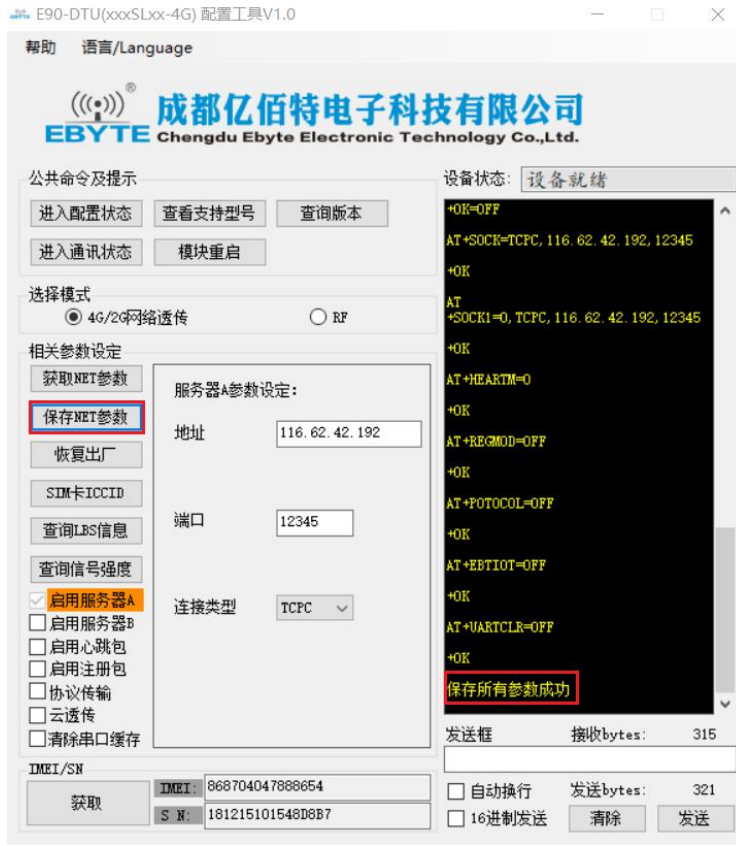 E90-DTU(xxxSLxx-4G) 配置工具V1.0
帮助 语言/Language
((•)) ®
EBYTE
成都亿佰特电子科技有限公司
Chengdu Ebyte Electronic Technology Co.,Ltd.
公共命令及提示
进入配置状态 查看支持型号 查询版本
进入通讯状态 模块重启
选择模式
4G/2G网络透传 RF
相关参数设定
获取NET参数
保存NET参数
恢复出厂
SIM卡ICCID
查询LBS信息
查询信号强度
启用服务器A
启用服务器B
启用心跳包
启用注册包
协议传输
云透传
清除串口缓存
服务器A参数设定:
地址 116.62.42.192
端口 12345
连接类型 TCPC
IMEI/SN
获取
IMEI: 868704047888654
S N: 181215101548D8B7
设备状态: 设备就绪
+OK=OFF
AT+SOCK=TCPC,116.62.42.192,12345
+OK
AT
+SOCK1=0,TCPC,116.62.42.192,12345
+OK
AT+HEARTM=0
+OK
AT+REGMOD=OFF
+OK
AT+POTOCOL=OFF
+OK
AT+EBTIOT=OFF
+OK
AT+UARTCLR=OFF
+OK
保存所有参数成功
发送框 接收bytes: 315
自动换行 发送bytes: 321
16进制发送 清除 发送